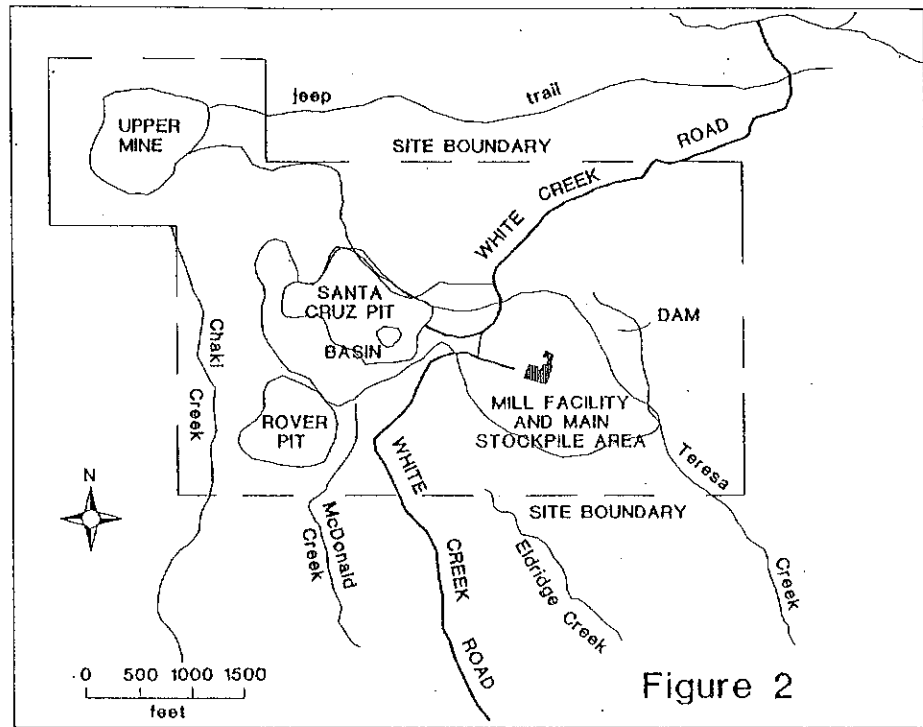 jeep
trail
UPPER
MINE
SITE BOUNDARY
WHITE CREEK ROAD
SANTA
CRUZ PIT
BASIN
DAM
Chaki
Creek
ROVER
PIT
MILL FACILITY
AND MAIN
STOCKPILE AREA
Teresa
Creek
N
WHITE
CREEK
ROAD
McDonald
Creek
SITE BOUNDARY
Eldridge Creek
0 500 1000 1500
feet
Figure 2